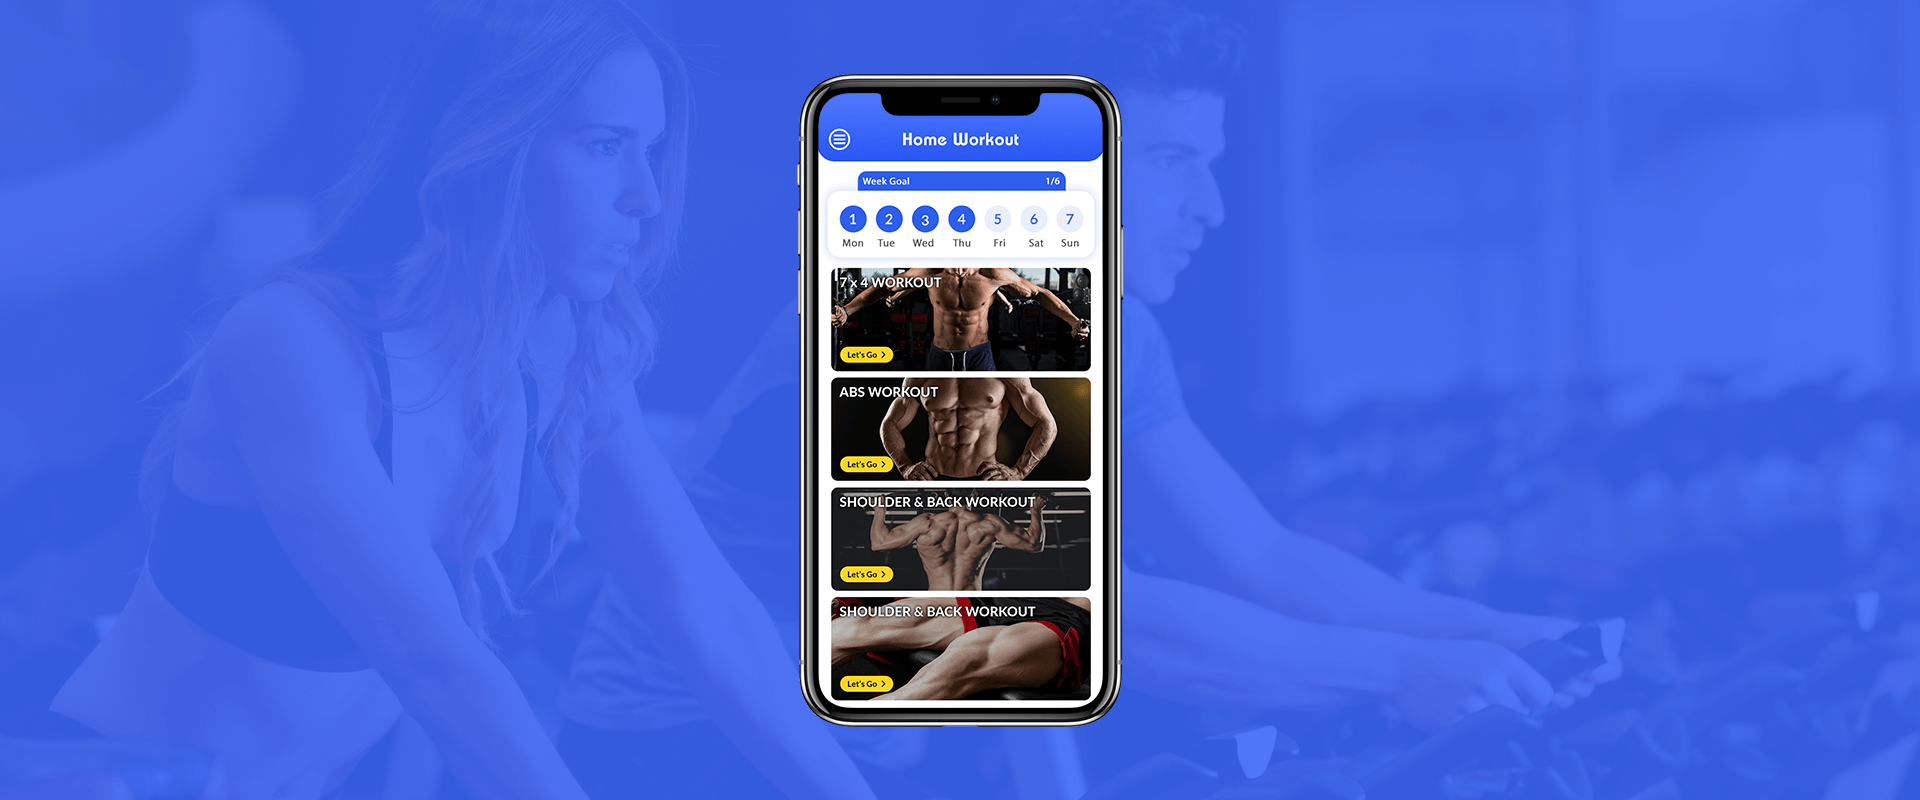 Home Workout
Week Goal 1/6
1 2 3 4 5 6 7
Mon Tue Wed Thu Fri Sat Sun
7 x 4 WORKOUT
Let's Go
ABS WORKOUT
Let's Go
SHOULDER & BACK WORKOUT
Let's Go
SHOULDER & BACK WORKOUT
Let's Go